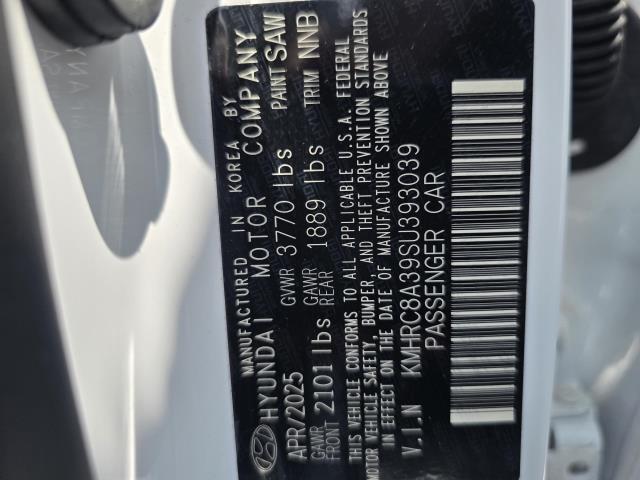 MANUFACTURED IN KOREA BY
HYUNDAI MOTOR COMPANY
APR/2025 GVWR 3770 lbs PAINT SAW
GAWR FRONT 2101 lbs GAWR REAR 1889 lbs TRIM NNB
THIS VEHICLE CONFORMS TO ALL APPLICABLE U.S.A. FEDERAL
MOTOR VEHICLE SAFETY, BUMPER, AND THEFT PREVENTION STANDARDS
IN EFFECT ON THE DATE OF MANUFACTURE SHOWN ABOVE
V.I.N KMHRC8A39SU393039
PASSENGER CAR